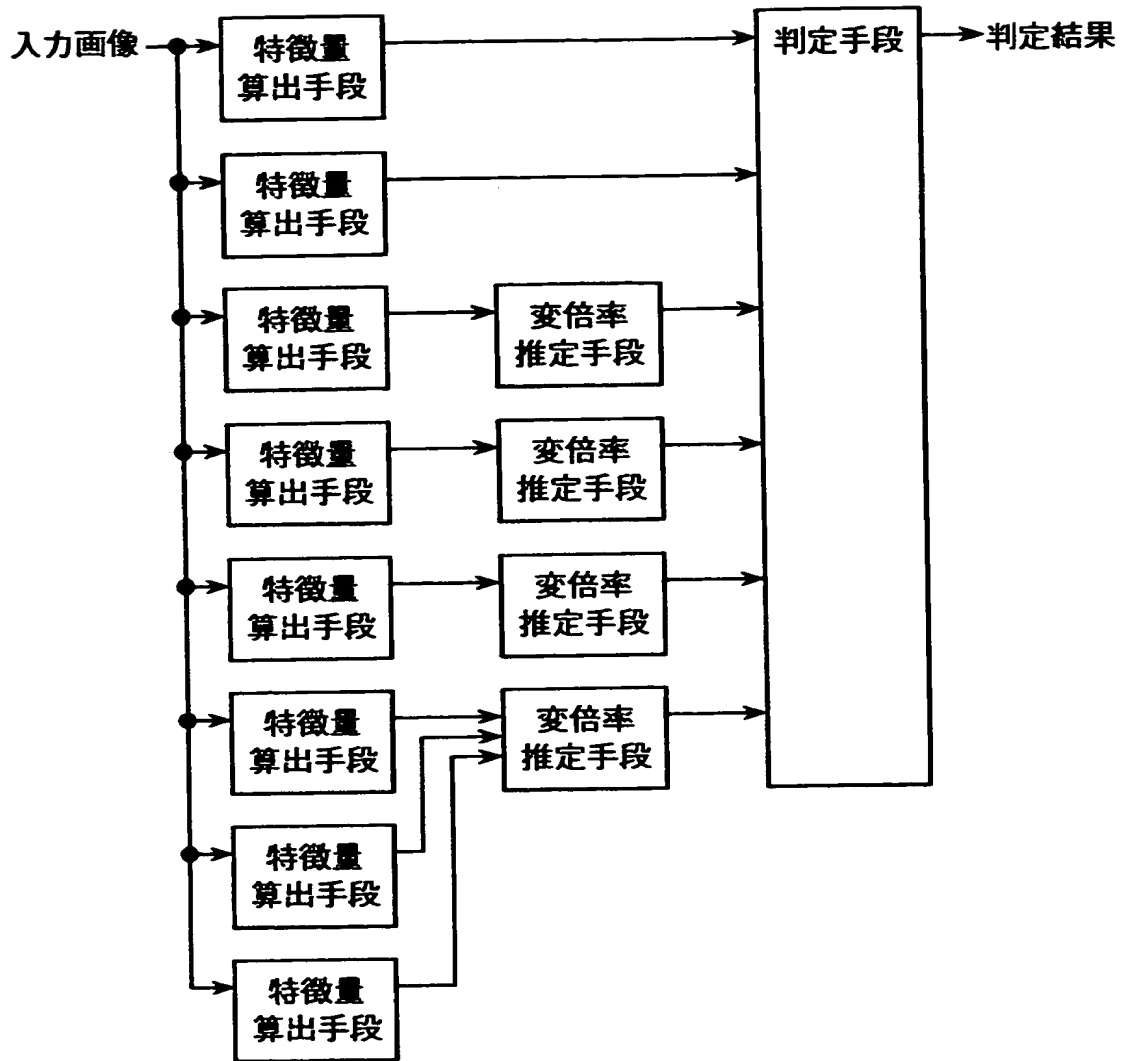 入力画像
特徴量
算出手段
判定手段
判定結果
特徴量
算出手段
特徴量
算出手段
変倍率
推定手段
特徴量
算出手段
変倍率
推定手段
特徴量
算出手段
変倍率
推定手段
特徴量
算出手段
変倍率
推定手段
特徴量
算出手段
特徴量
算出手段